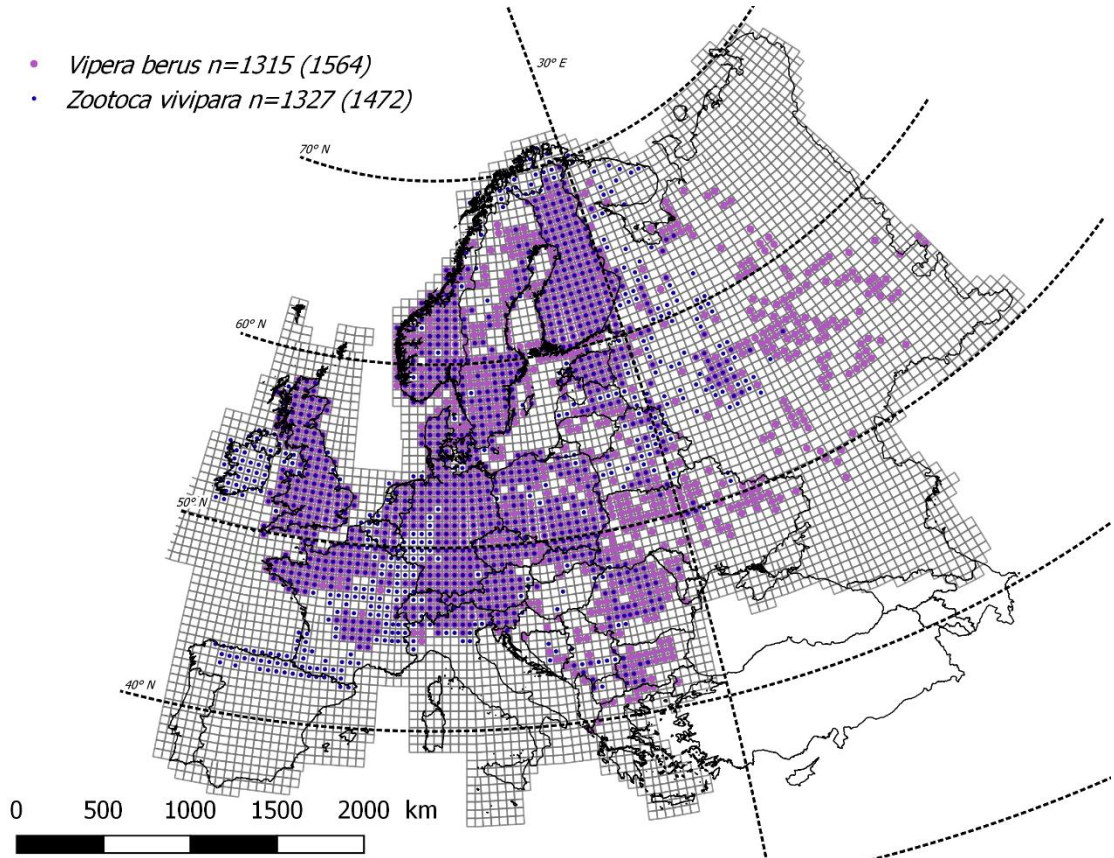 Vipera berus n=1315 (1564)
Zootoca vivipara n=1327 (1472)
30° E
70° N
60° N
50° N
40° N
0 500 1000 1500 2000 km